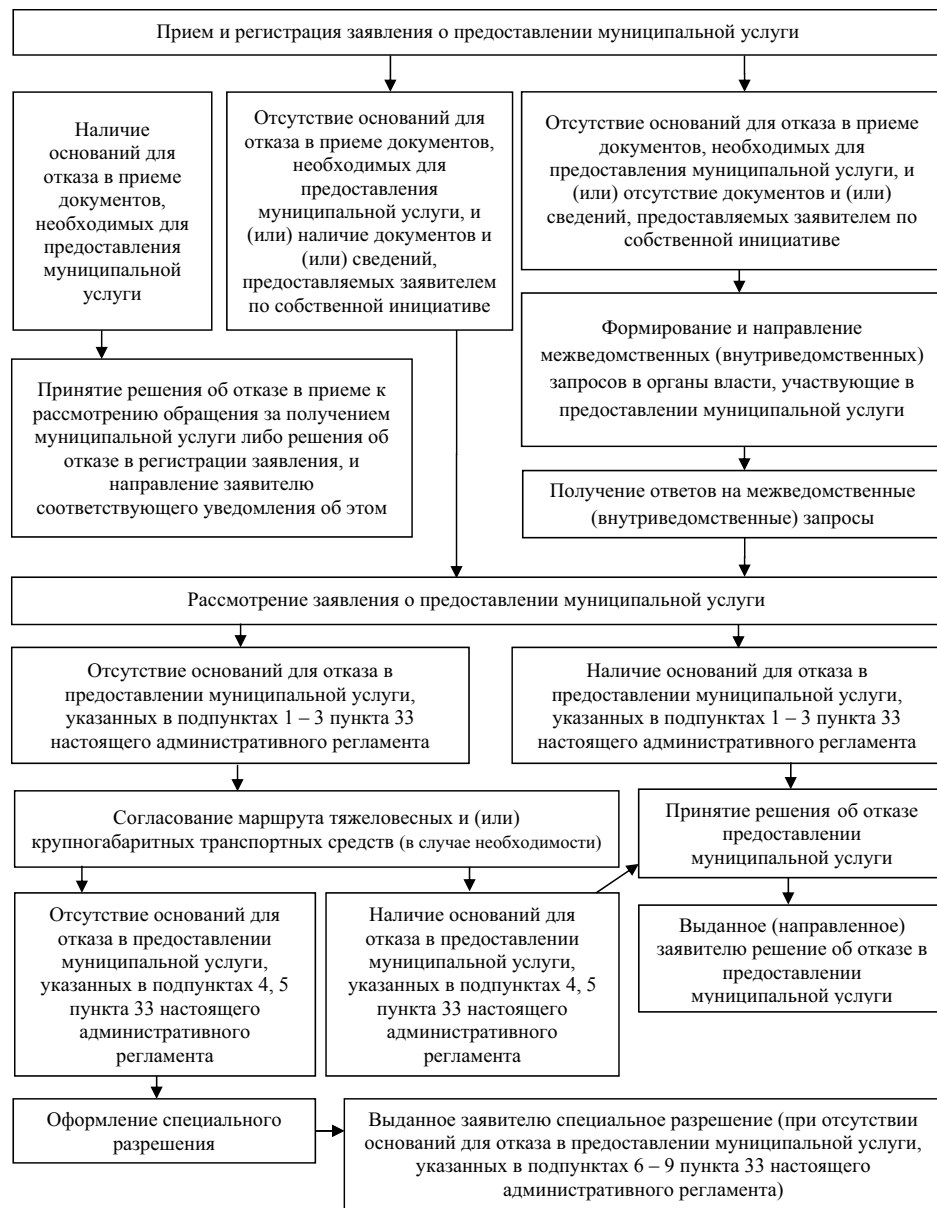 Прием и регистрация заявления о предоставлении муниципальной услуги
Наличие
оснований для
отказа в приеме
документов,
необходимых для
предоставления
муниципальной
услуги
Отсутствие оснований для
отказа в приеме документов,
необходимых для
предоставления
муниципальной услуги, и
(или) наличие документов и
(или) сведений,
предоставляемых заявителем
по собственной инициативе
Отсутствие оснований для отказа в приеме
документов, необходимых для
предоставления муниципальной услуги, и
(или) отсутствие документов и (или)
сведений, предоставляемых заявителем по
собственной инициативе
Формирование и направление
межведомственных (внутриведомственных)
запросов в органы власти, участвующие в
предоставлении муниципальной услуги
Принятие решения об отказе в приеме к
рассмотрению обращения за получением
муниципальной услуги либо решения об
отказе в регистрации заявления, и
направление заявителю
соответствующего уведомления об этом
Получение ответов на межведомственные
(внутриведомственные) запросы
Рассмотрение заявления о предоставлении муниципальной услуги
Отсутствие оснований для отказа в
предоставлении муниципальной услуги,
указанных в подпунктах 1 – 3 пункта 33
настоящего административного регламента
Наличие оснований для отказа в
предоставлении муниципальной услуги,
указанных в подпунктах 1 – 3 пункта 33
настоящего административного регламента
Согласование маршрута тяжеловесных и (или)
крупногабаритных транспортных средств (в случае необходимости)
Принятие решения об отказе
предоставлении
муниципальной услуги
Отсутствие оснований для
отказа в предоставлении
муниципальной услуги,
указанных в подпунктах 4, 5
пункта 33 настоящего
административного
регламента
Наличие оснований для
отказа в предоставлении
муниципальной услуги,
указанных в подпунктах 4, 5
пункта 33 настоящего
административного
регламента
Выданное (направленное)
заявителю решение об отказе в
предоставлении
муниципальной услуги
Оформление специального
разрешения
Выданное заявителю специальное разрешение (при отсутствии
оснований для отказа в предоставлении муниципальной услуги,
указанных в подпунктах 6 – 9 пункта 33 настоящего
административного регламента)